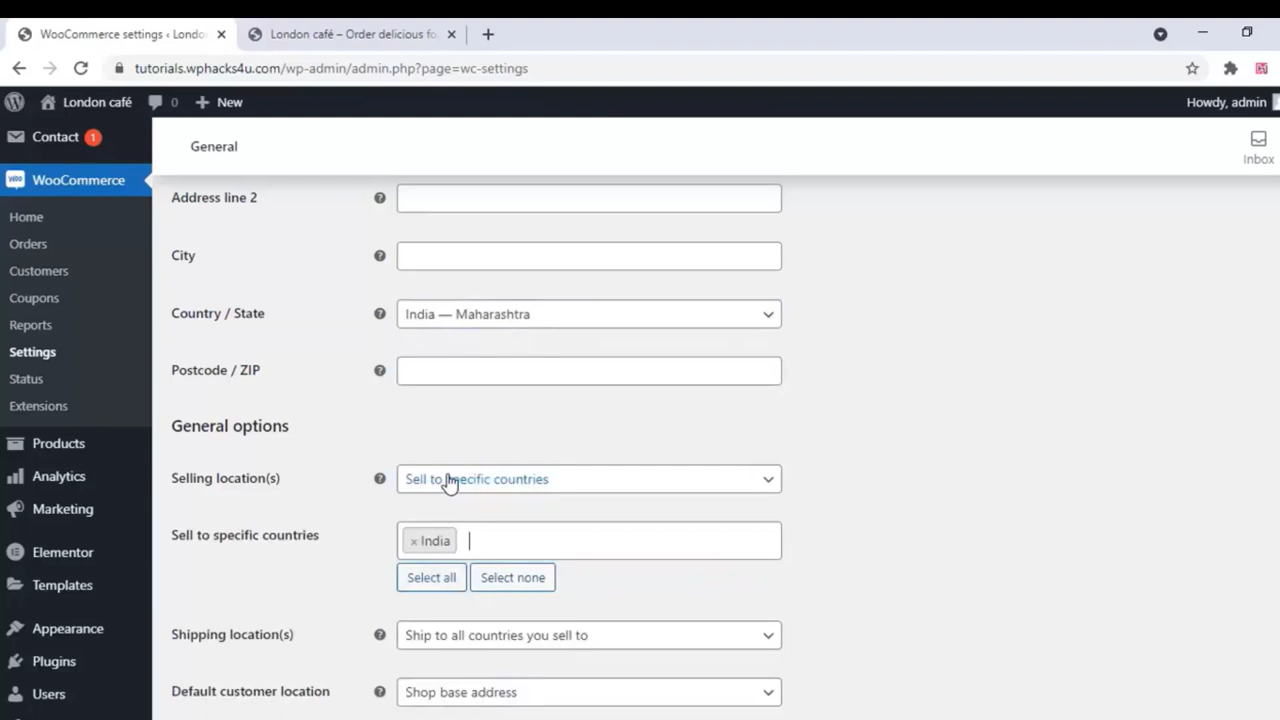 WooCommerce settings ‹ Londo
London café – Order delicious fo
tutorials.wphacks4u.com/wp-admin/admin.php?page=wc-settings
London café
0
New
Howdy, admin
Contact 1
General
Inbox
WooCommerce
Home
Orders
Customers
Coupons
Reports
Settings
Status
Extensions
Products
Analytics
Marketing
Elementor
Templates
Appearance
Plugins
Users
Address line 2
City
Country / State
India — Maharashtra
Postcode / ZIP
General options
Selling location(s)
Sell to specific countries
Sell to specific countries
× India
Select all
Select none
Shipping location(s)
Ship to all countries you sell to
Default customer location
Shop base address